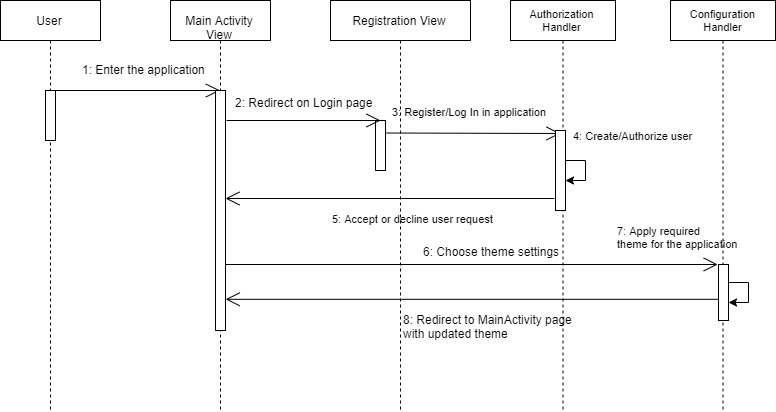 User
Main Activity
View
Registration View
Authorization
Handler
Configuration
Handler
1: Enter the application
2: Redirect on Login page
3: Register/Log In in application
4: Create/Authorize user
5: Accept or decline user request
6: Choose theme settings
7: Apply required
theme for the application
8: Redirect to MainActivity page
with updated theme